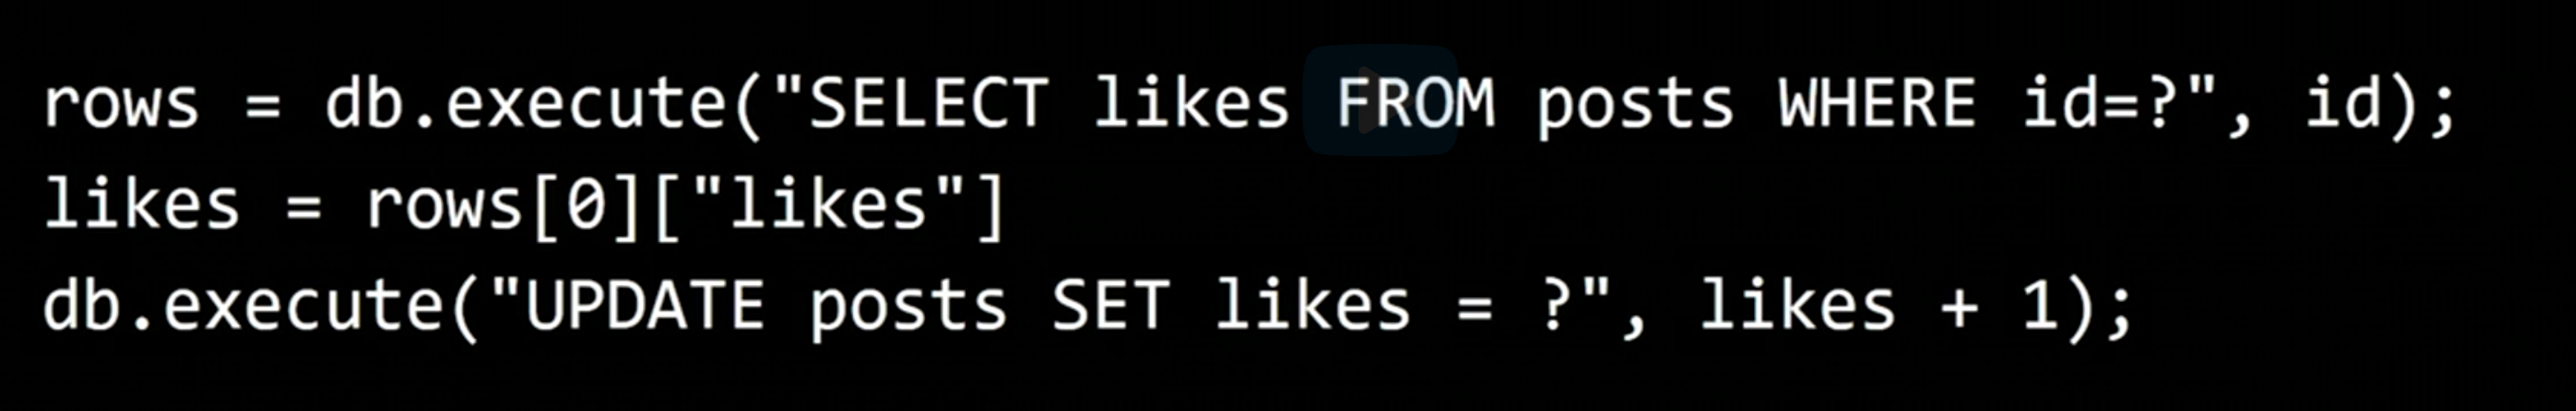 rows = db.execute("SELECT likes FROM posts WHERE id=?", id);
likes = rows[0]["likes"]
db.execute("UPDATE posts SET likes = ?", likes + 1);